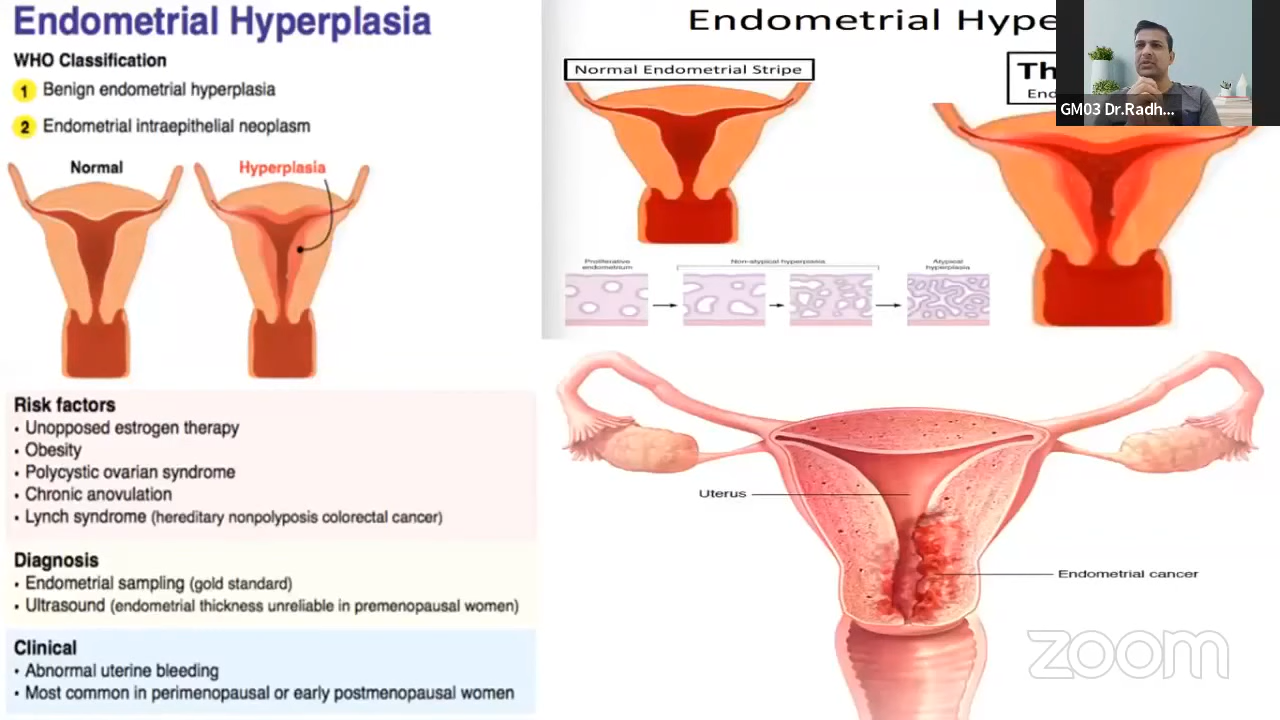 Endometrial Hyperplasia
WHO Classification
1 Benign endometrial hyperplasia
2 Endometrial intraepithelial neoplasm
Normal
Hyperplasia
Risk factors
• Unopposed estrogen therapy
• Obesity
• Polycystic ovarian syndrome
• Chronic anovulation
• Lynch syndrome (hereditary nonpolyposis colorectal cancer)
Diagnosis
• Endometrial sampling (gold standard)
• Ultrasound (endometrial thickness unreliable in premenopausal women)
Clinical
• Abnormal uterine bleeding
• Most common in perimenopausal or early postmenopausal women
Endometrial Hype
Normal Endometrial Stripe
Th
End
GM03 Dr.Radh...
Proliferative
endometrium
Non-atypical hyperplasia
Atypical
hyperplasia
Uterus
Endometrial cancer
zoom